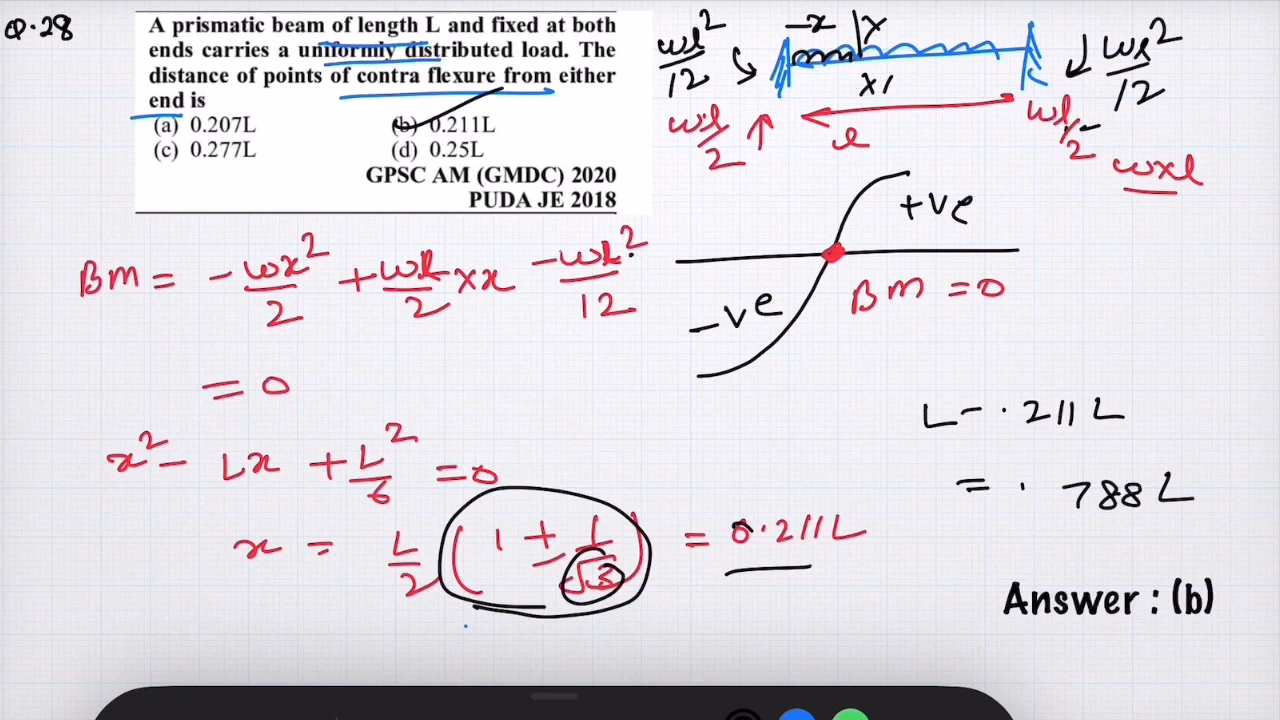 Q.28
A prismatic beam of length L and fixed at both
ends carries a uniformly distributed load. The
distance of points of contra flexure from either
end is
(a) 0.207L (b) 0.211L
(c) 0.277L (d) 0.25L
GPSC AM (GMDC) 2020
PUDA JE 2018
wl²/12
x
X
X
wl²/12
wl/2
l
wl/2
wxl
+ve
-ve
BM = 0
BM = -wx²/2 + wl/2 × x - wl²/12
= 0
x² - Lx + L²/6 = 0
x = L/2 (1 ± 1/√3) = 0.211L
L - .211L
= .788L
Answer : (b)